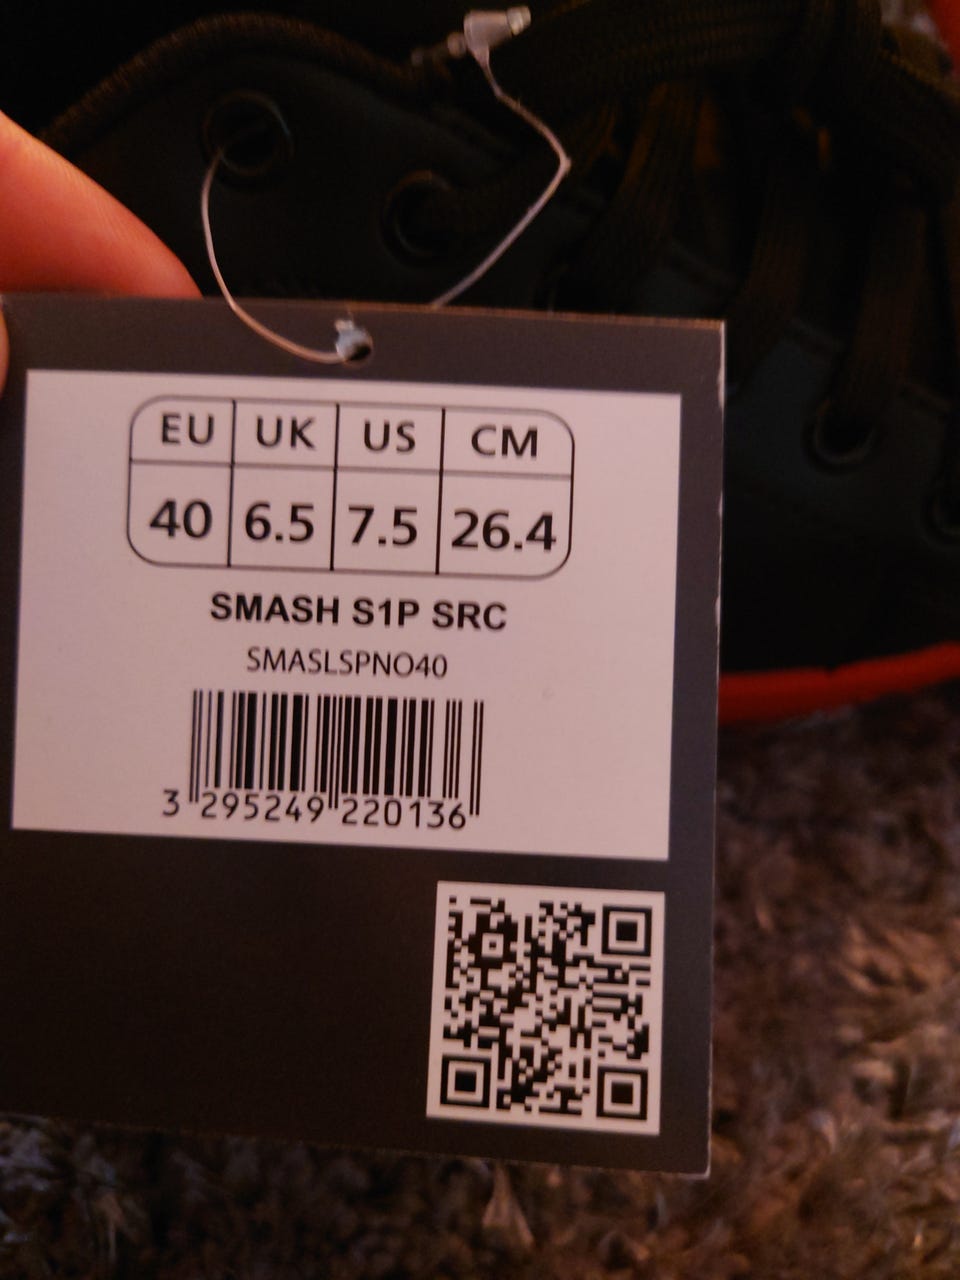 EU UK US CM
40 6.5 7.5 26.4
SMASH S1P SRC
SMASLSPNO40
3 295249 220136